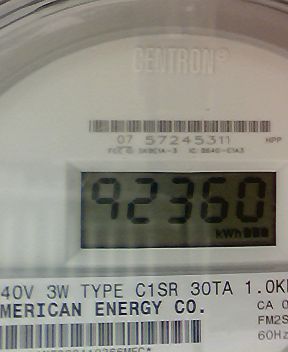 CENTRON®
07 57245311 HPP
92360
kWh
40V 3W TYPE C1SR 30TA 1.0K
MERICAN ENERGY CO.
CA 0
FM2S
60Hz